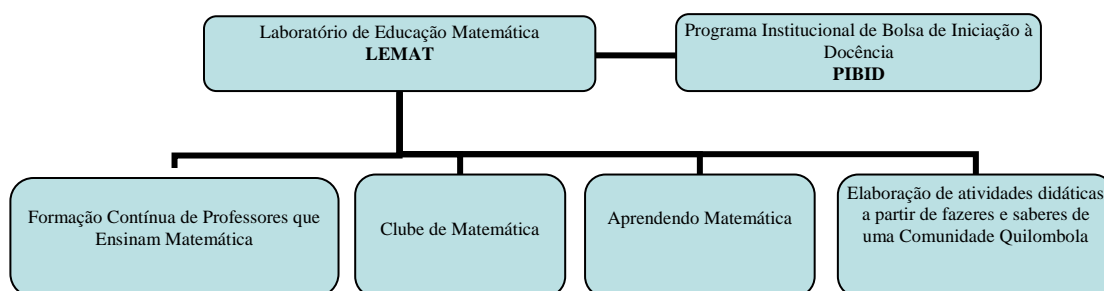 Laboratório de Educação Matemática
LEMAT
Programa Institucional de Bolsa de Iniciação à
Docência
PIBID
Formação Contínua de Professores que
Ensinam Matemática
Clube de Matemática
Aprendendo Matemática
Elaboração de atividades didáticas
a partir de fazeres e saberes de
uma Comunidade Quilombola